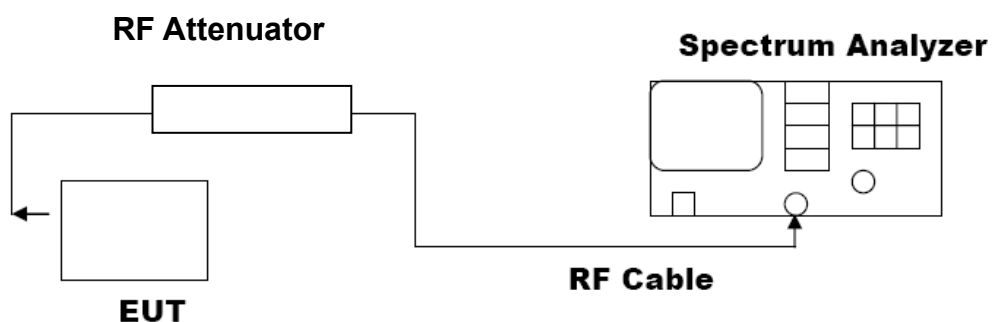 RF Attenuator
Spectrum Analyzer
RF Cable
EUT